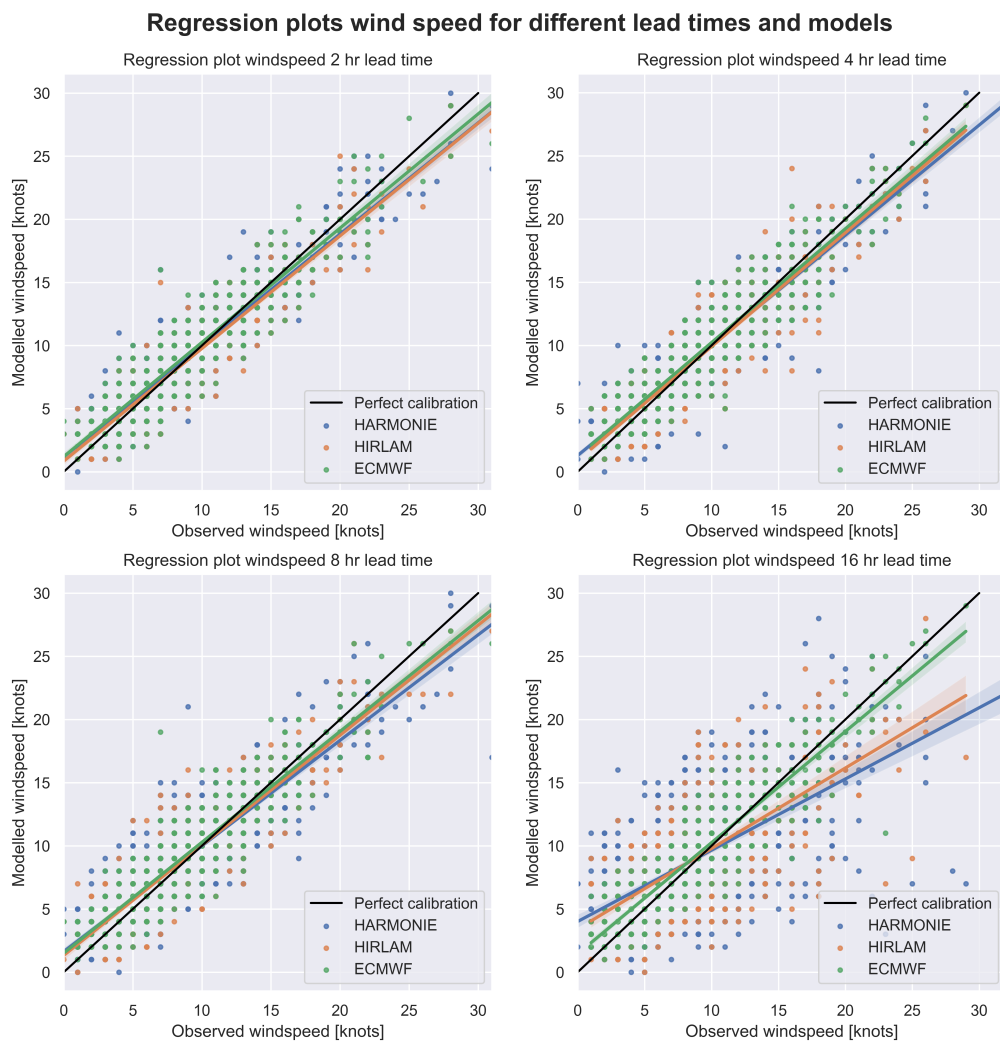 Regression plots wind speed for different lead times and models
Regression plot windspeed 2 hr lead time
Modelled windspeed [knots]
30
25
20
15
10
5
0
0 5 10 15 20 25 30
Observed windspeed [knots]
Perfect calibration
HARMONIE
HIRLAM
ECMWF
Regression plot windspeed 4 hr lead time
Modelled windspeed [knots]
30
25
20
15
10
5
0
0 5 10 15 20 25 30
Observed windspeed [knots]
Perfect calibration
HARMONIE
HIRLAM
ECMWF
Regression plot windspeed 8 hr lead time
Modelled windspeed [knots]
30
25
20
15
10
5
0
0 5 10 15 20 25 30
Observed windspeed [knots]
Perfect calibration
HARMONIE
HIRLAM
ECMWF
Regression plot windspeed 16 hr lead time
Modelled windspeed [knots]
30
25
20
15
10
5
0
0 5 10 15 20 25 30
Observed windspeed [knots]
Perfect calibration
HARMONIE
HIRLAM
ECMWF